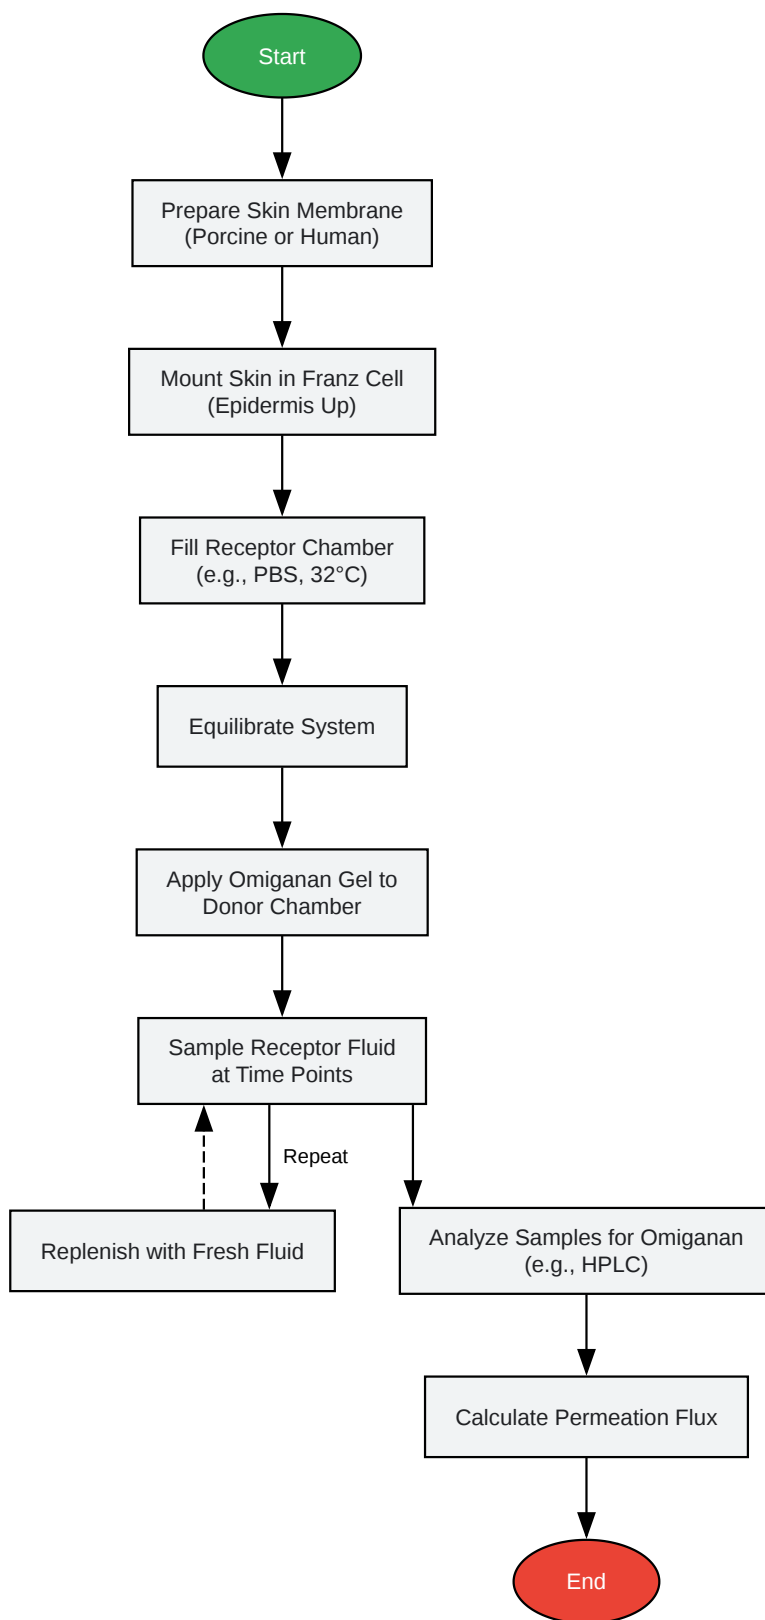 Start
Prepare Skin Membrane
(Porcine or Human)
Mount Skin in Franz Cell
(Epidermis Up)
Fill Receptor Chamber
(e.g., PBS, 32°C)
Equilibrate System
Apply Omiganan Gel to
Donor Chamber
Sample Receptor Fluid
at Time Points
Repeat
Replenish with Fresh Fluid
Analyze Samples for Omiganan
(e.g., HPLC)
Calculate Permeation Flux
End